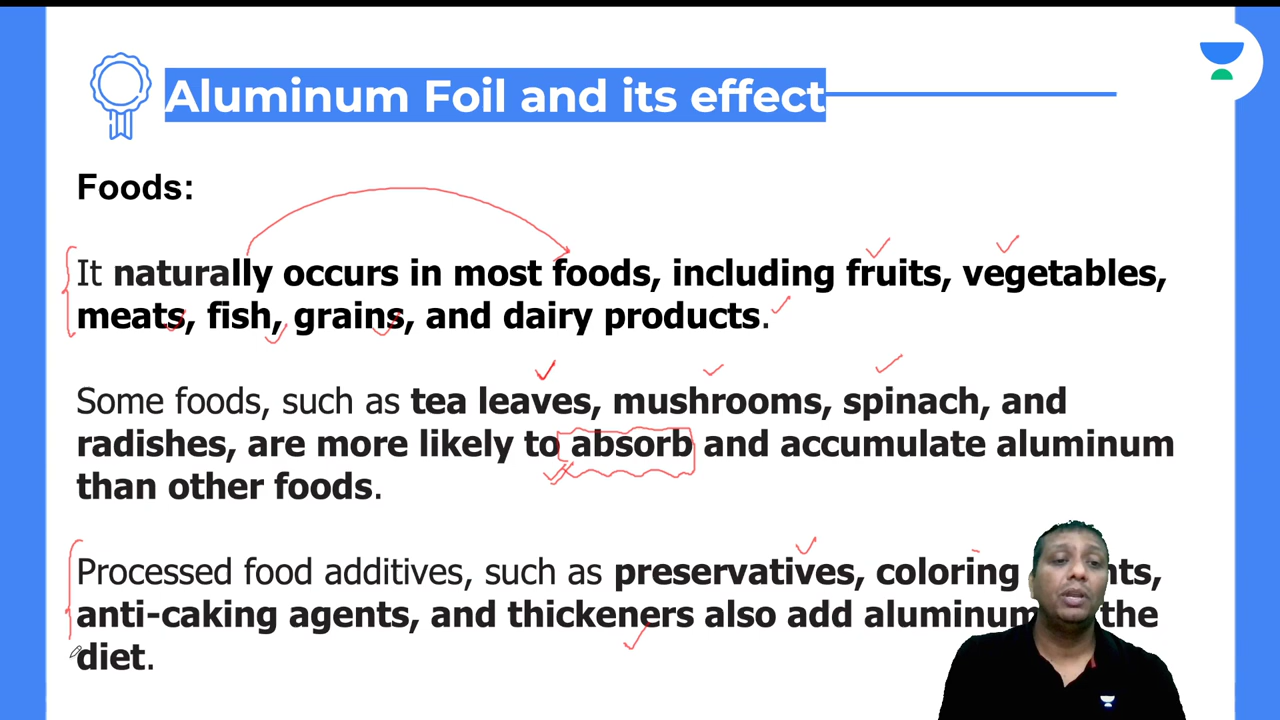 Aluminum Foil and its effect
Foods:
It naturally occurs in most foods, including fruits, vegetables,
meats, fish, grains, and dairy products.
Some foods, such as tea leaves, mushrooms, spinach, and
radishes, are more likely to absorb and accumulate aluminum
than other foods.
Processed food additives, such as preservatives, coloring
anti-caking agents, and thickeners also add aluminum the
diet.